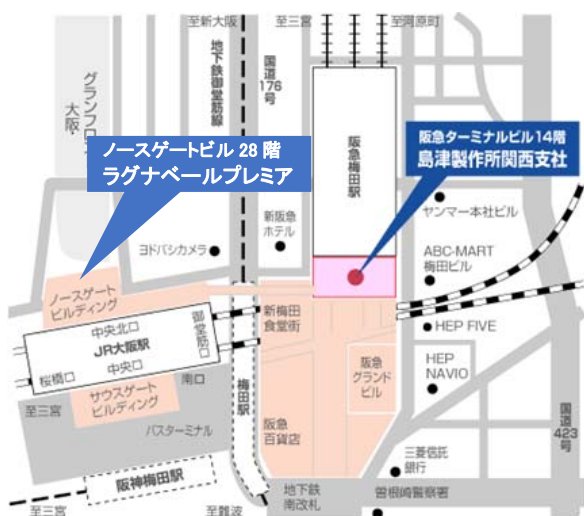 至新大阪
至三宮
至河原町
地下鉄御堂筋線
国道
176
号
グランフロント
大阪
ノースゲートビル 28 階
ラグナベールプレミア
阪急梅田駅
阪急ターミナルビル14階
島津製作所関西支社
ヤンマー本社ビル
新阪急
ホテル
ヨドバシカメラ
ABC-MART
梅田ビル
ノースゲート
ビルディング
新梅田
食堂街
HEP FIVE
中央北口
御堂筋口
JR大阪駅
桜橋口
中央口
南口
サウスゲート
ビルディング
至三宮
バスターミナル
梅田駅
阪急
グランド
ビル
HEP
NAVIO
阪急
百貨店
国道
423
号
三菱信託
銀行
阪神梅田駅
地下鉄
南改札
曽根崎警察署
至三宮
至難波